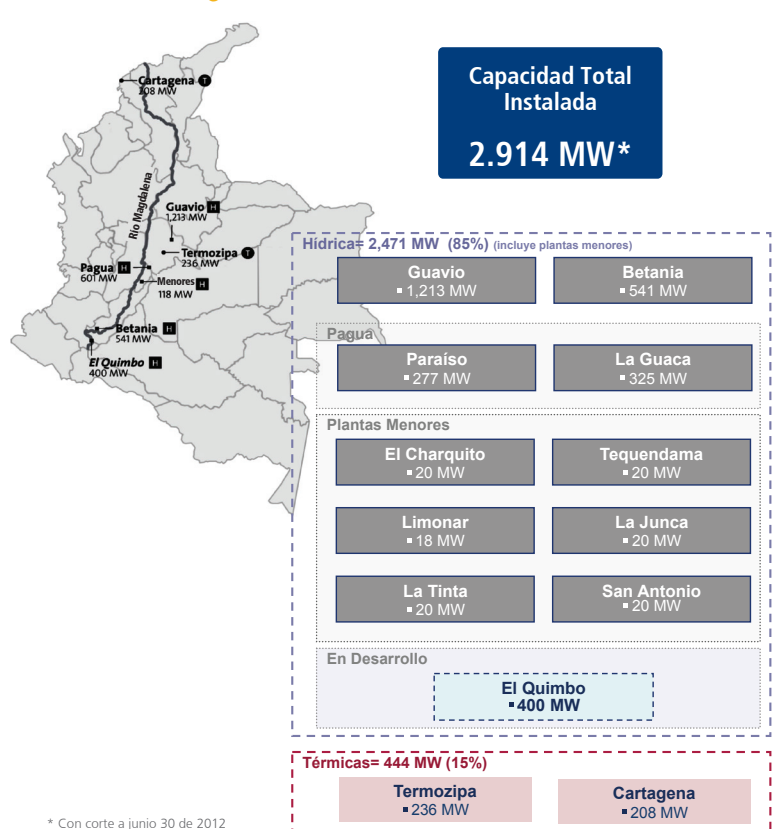 Capacidad Total
Instalada
2.914 MW*
Cartagena T
208 MW
Río Magdalena
Guavio H
1,213 MW
Termozipa T
236 MW
Pagua H
601 MW
Menores H
118 MW
Betania H
541 MW
El Quimbo H
400 MW
Hídrica= 2,471 MW (85%) (incluye plantas menores)
Guavio
▪ 1,213 MW
Betania
▪ 541 MW
Pagua
Paraíso
▪ 277 MW
La Guaca
▪ 325 MW
Plantas Menores
El Charquito
▪ 20 MW
Tequendama
▪ 20 MW
Limonar
▪ 18 MW
La Junca
▪ 20 MW
La Tinta
▪ 20 MW
San Antonio
▪ 20 MW
En Desarrollo
El Quimbo
▪ 400 MW
Térmicas= 444 MW (15%)
Termozipa
▪ 236 MW
Cartagena
▪ 208 MW
* Con corte a junio 30 de 2012